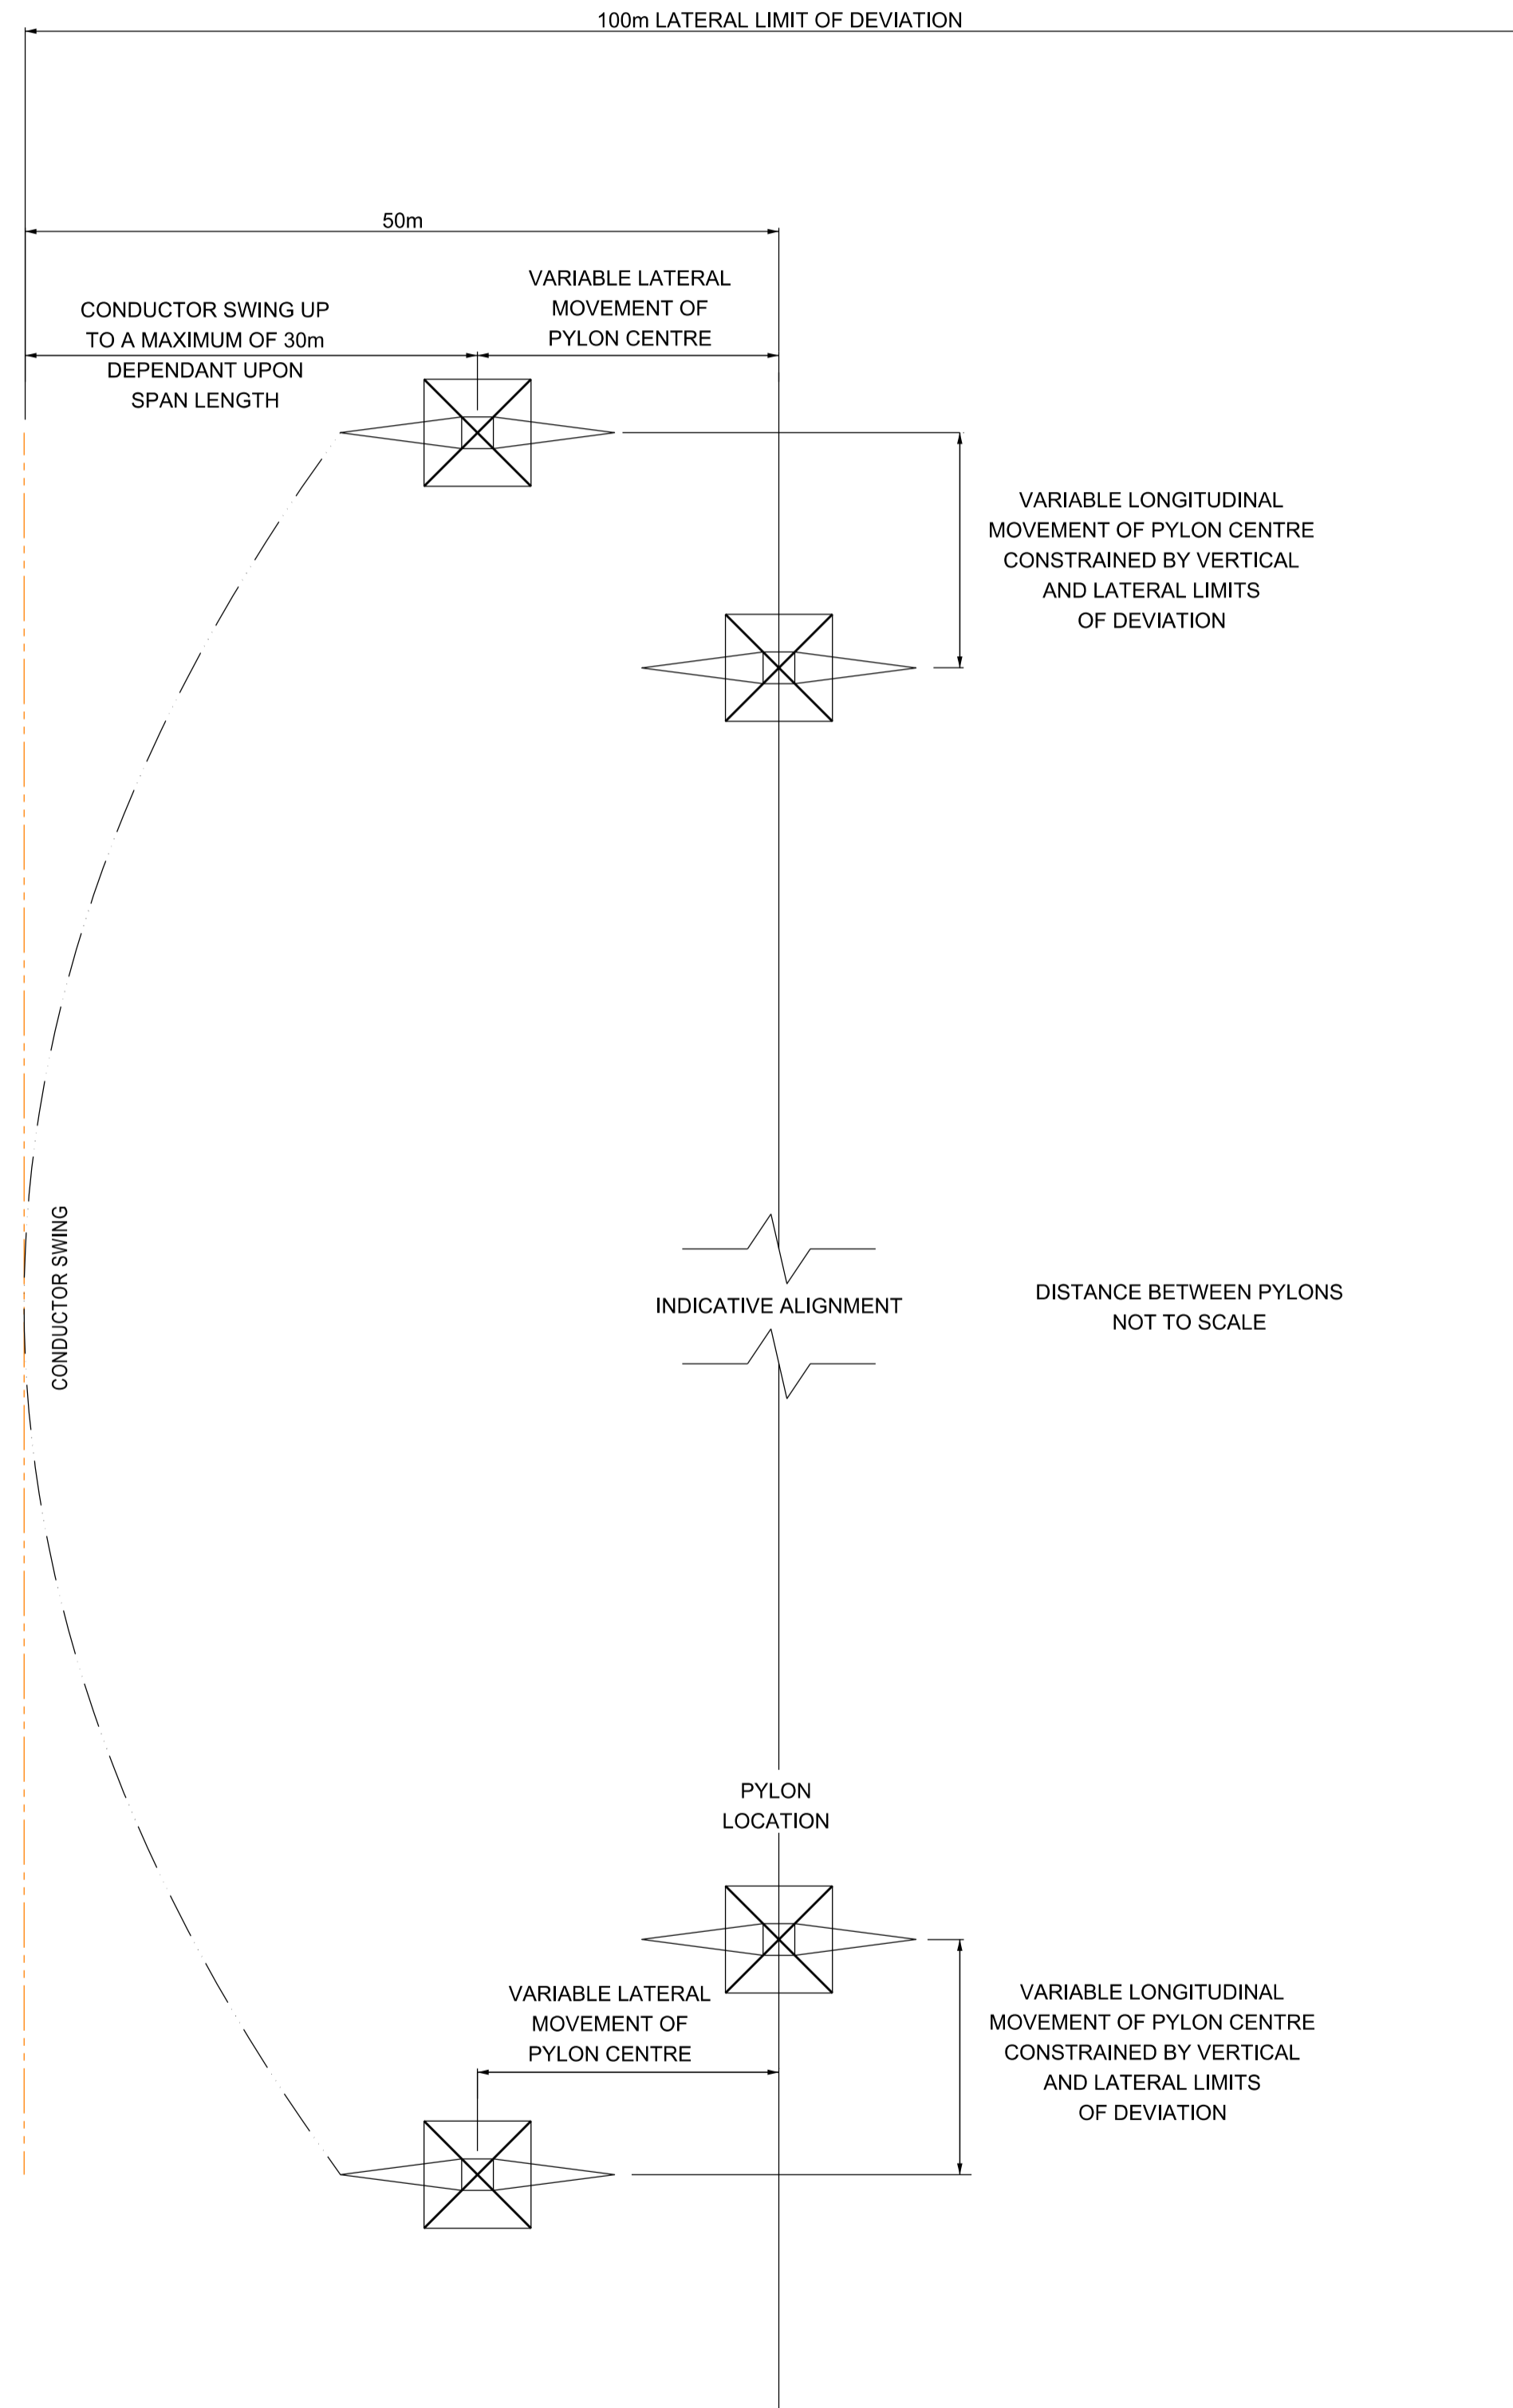 100m LATERAL LIMIT OF DEVIATION
50m
CONDUCTOR SWING UP
TO A MAXIMUM OF 30m
DEPENDANT UPON
SPAN LENGTH
VARIABLE LATERAL
MOVEMENT OF
PYLON CENTRE
VARIABLE LONGITUDINAL
MOVEMENT OF PYLON CENTRE
CONSTRAINED BY VERTICAL
AND LATERAL LIMITS
OF DEVIATION
CONDUCTOR SWING
INDICATIVE ALIGNMENT
DISTANCE BETWEEN PYLONS
NOT TO SCALE
PYLON
LOCATION
VARIABLE LATERAL
MOVEMENT OF
PYLON CENTRE
VARIABLE LONGITUDINAL
MOVEMENT OF PYLON CENTRE
CONSTRAINED BY VERTICAL
AND LATERAL LIMITS
OF DEVIATION